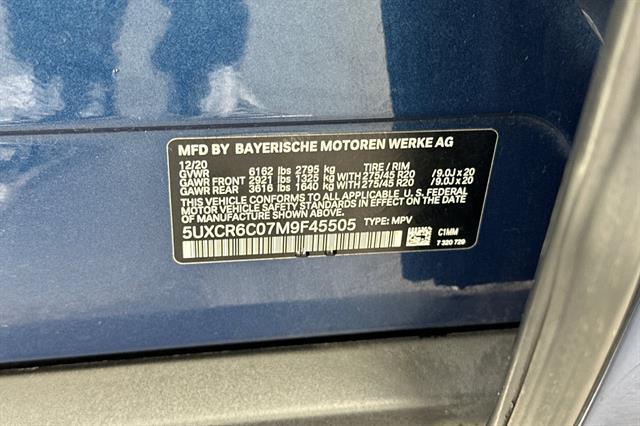 MFD BY BAYERISCHE MOTOREN WERKE AG
12/20
GVWR 6162 lbs 2795 kg TIRE / RIM
GAWR FRONT 2921 lbs 1325 kg WITH 275/45 R20 /9.0J x 20
GAWR REAR 3616 lbs 1640 kg WITH 275/45 R20 /9.0J x 20
THIS VEHICLE CONFORMS TO ALL APPLICABLE U.S. FEDERAL
MOTOR VEHICLE SAFETY STANDARDS IN EFFECT ON THE DATE
OF MANUFACTURE SHOWN ABOVE.
5UXCR6C07M9F45505 TYPE: MPV
C1MM
7 320 729